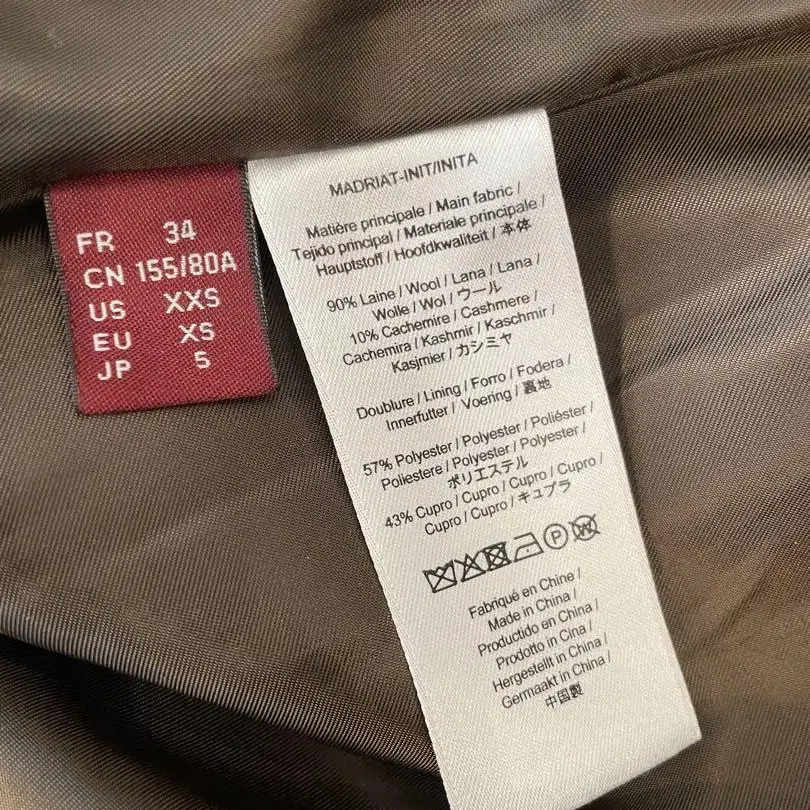 FR 34
CN 155/80A
US XXS
EU XS
JP 5
MADRIAT-INIT/INITA
Matière principale / Main fabric /
Tejido principal / Materiale principale /
Hauptstoff / Hoofdkwaliteit / 本体
90% Laine / Wool / Lana / Lana /
Wolle / Wol / ウール
10% Cachemire / Cashmere /
Cachemira / Kashmir / Kaschmir /
Kasjmier / カシミヤ
Doublure / Lining / Forro / Fodera /
Innerfutter / Voering / 裏地
57% Polyester / Polyester / Poliéster /
Poliestere / Polyester / Polyester /
ポリエステル
43% Cupro / Cupro / Cupro / Cupro /
Cupro / Cupro / キュプラ
P W
Fabriqué en Chine /
Made in China /
Productido en China /
Prodotto in Cina /
Hergestellt in China /
Germaakt in China /
中国製